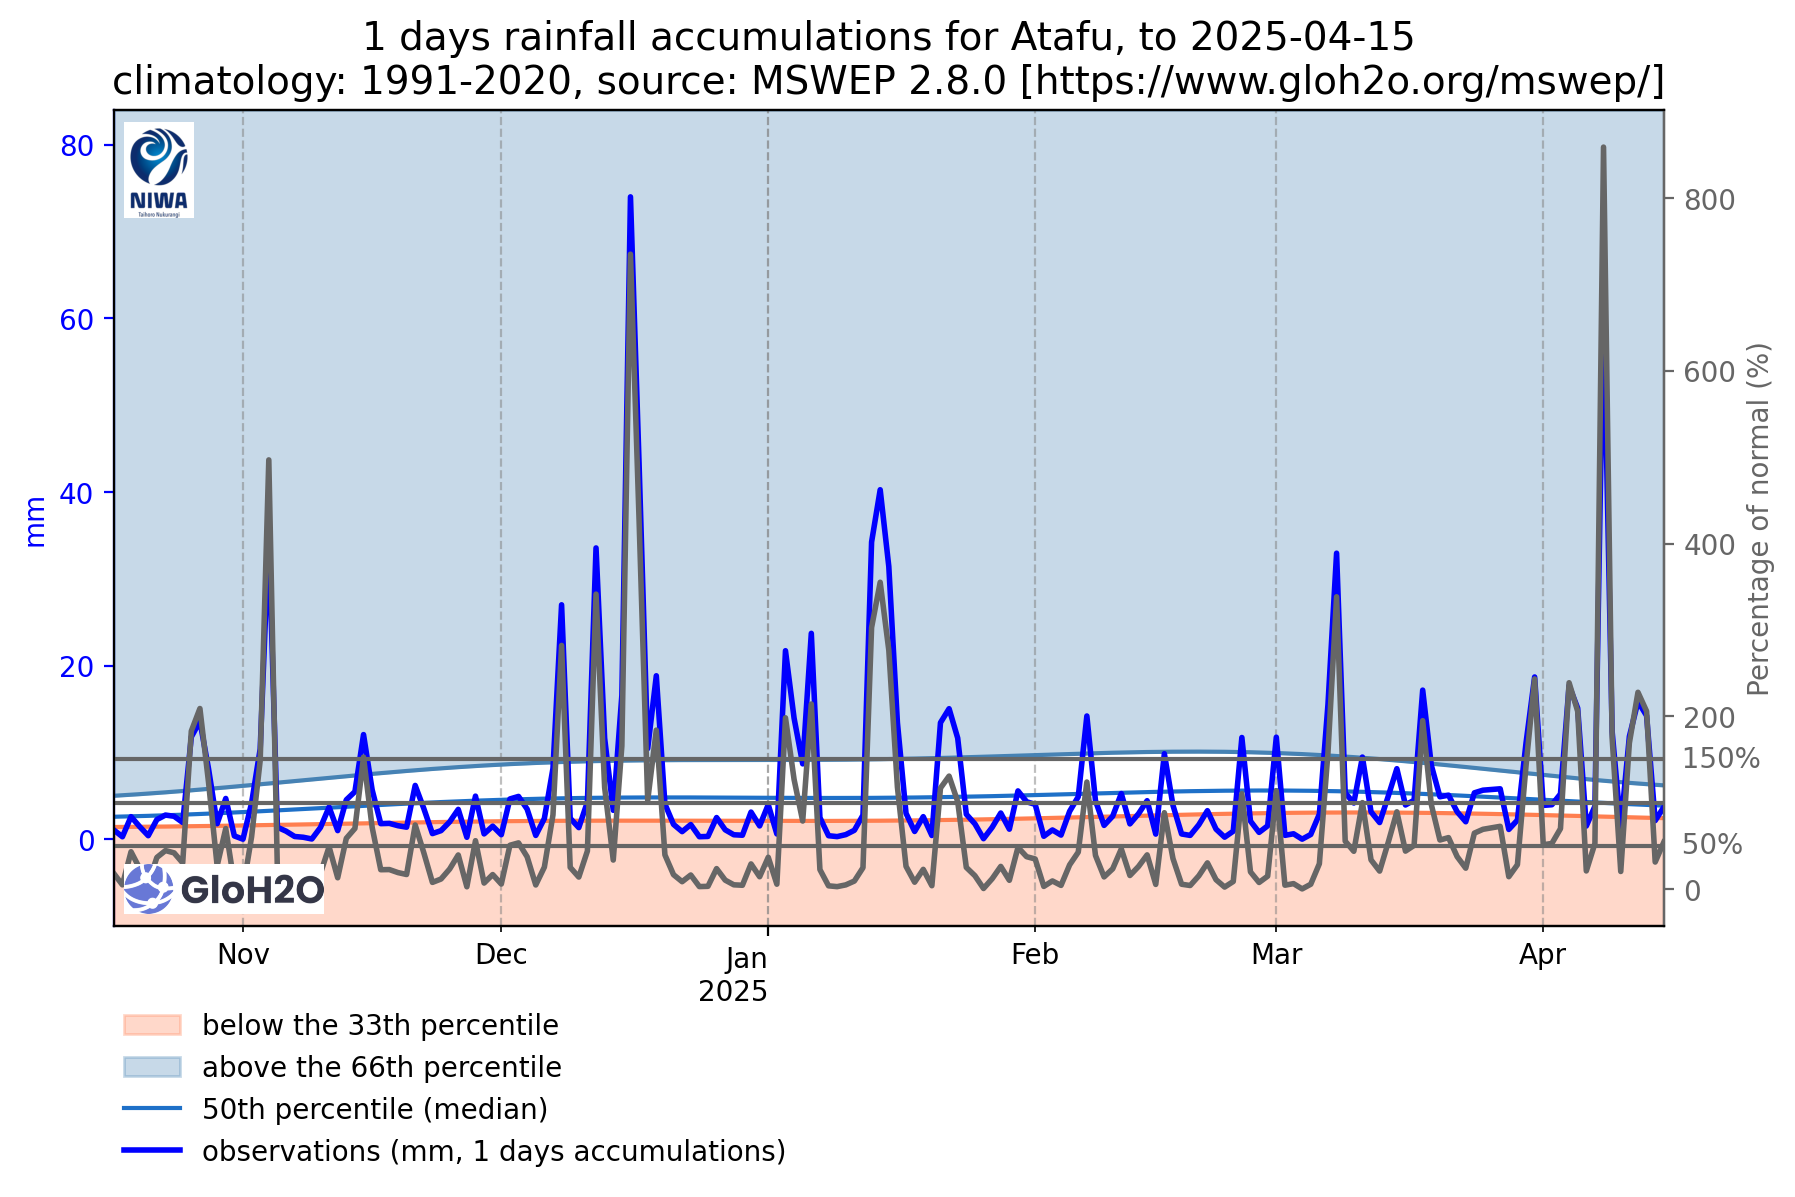 1 days rainfall accumulations for Atafu, to 2025-04-15
climatology: 1991-2020, source: MSWEP 2.8.0 [https://www.gloh2o.org/mswep/]
NIWA
Taihoro Nukurangi
80
60
40
20
0
mm
800
600
400
200
150%
50%
0
Percentage of normal (%)
GloH2O
Nov
Dec
Jan
2025
Feb
Mar
Apr
below the 33th percentile
above the 66th percentile
50th percentile (median)
observations (mm, 1 days accumulations)